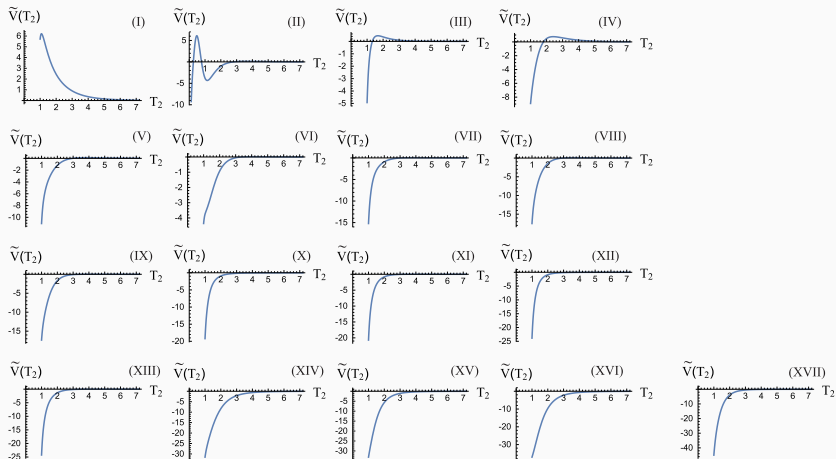 Ṽ(T2) (I)
6
5
4
3
2
1
1 2 3 4 5 6 7 T2
Ṽ(T2) (II)
5
-5
-10
1 2 3 4 5 6 7 T2
Ṽ(T2) (III)
1 2 3 4 5 6 7 T2
-1
-2
-3
-4
-5
Ṽ(T2) (IV)
1 2 3 4 5 6 7 T2
-2
-4
-6
-8
Ṽ(T2) (V)
1 2 3 4 5 6 7 T2
-2
-4
-6
-8
-10
Ṽ(T2) (VI)
1 2 3 4 5 6 7 T2
-1
-2
-3
-4
Ṽ(T2) (VII)
1 2 3 4 5 6 7 T2
-5
-10
-15
Ṽ(T2) (VIII)
1 2 3 4 5 6 7 T2
-5
-10
-15
Ṽ(T2) (IX)
1 2 3 4 5 6 7 T2
-5
-10
-15
Ṽ(T2) (X)
1 2 3 4 5 6 7 T2
-5
-10
-15
-20
Ṽ(T2) (XI)
1 2 3 4 5 6 7 T2
-5
-10
-15
-20
Ṽ(T2) (XII)
1 2 3 4 5 6 7 T2
-5
-10
-15
-20
-25
Ṽ(T2) (XIII)
1 2 3 4 5 6 7 T2
-5
-10
-15
-20
-25
Ṽ(T2) (XIV)
1 2 3 4 5 6 7 T2
-5
-10
-15
-20
-25
-30
Ṽ(T2) (XV)
1 2 3 4 5 6 7 T2
-5
-10
-15
-20
-25
-30
Ṽ(T2) (XVI)
1 2 3 4 5 6 7 T2
-10
-20
-30
Ṽ(T2) (XVII)
1 2 3 4 5 6 7 T2
-10
-20
-30
-40